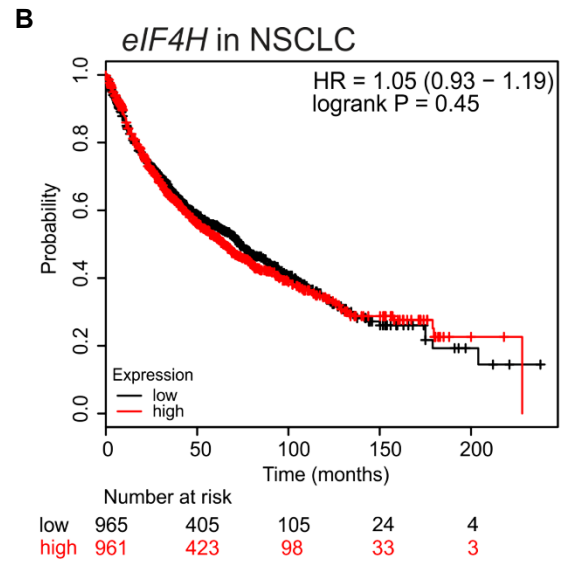 B
eIF4H in NSCLC
HR = 1.05 (0.93 − 1.19)
logrank P = 0.45
Probability
1.0
0.8
0.6
0.4
0.2
0.0
Expression
low
high
0 50 100 150 200
Time (months)
Number at risk
low 965 405 105 24 4
high 961 423 98 33 3